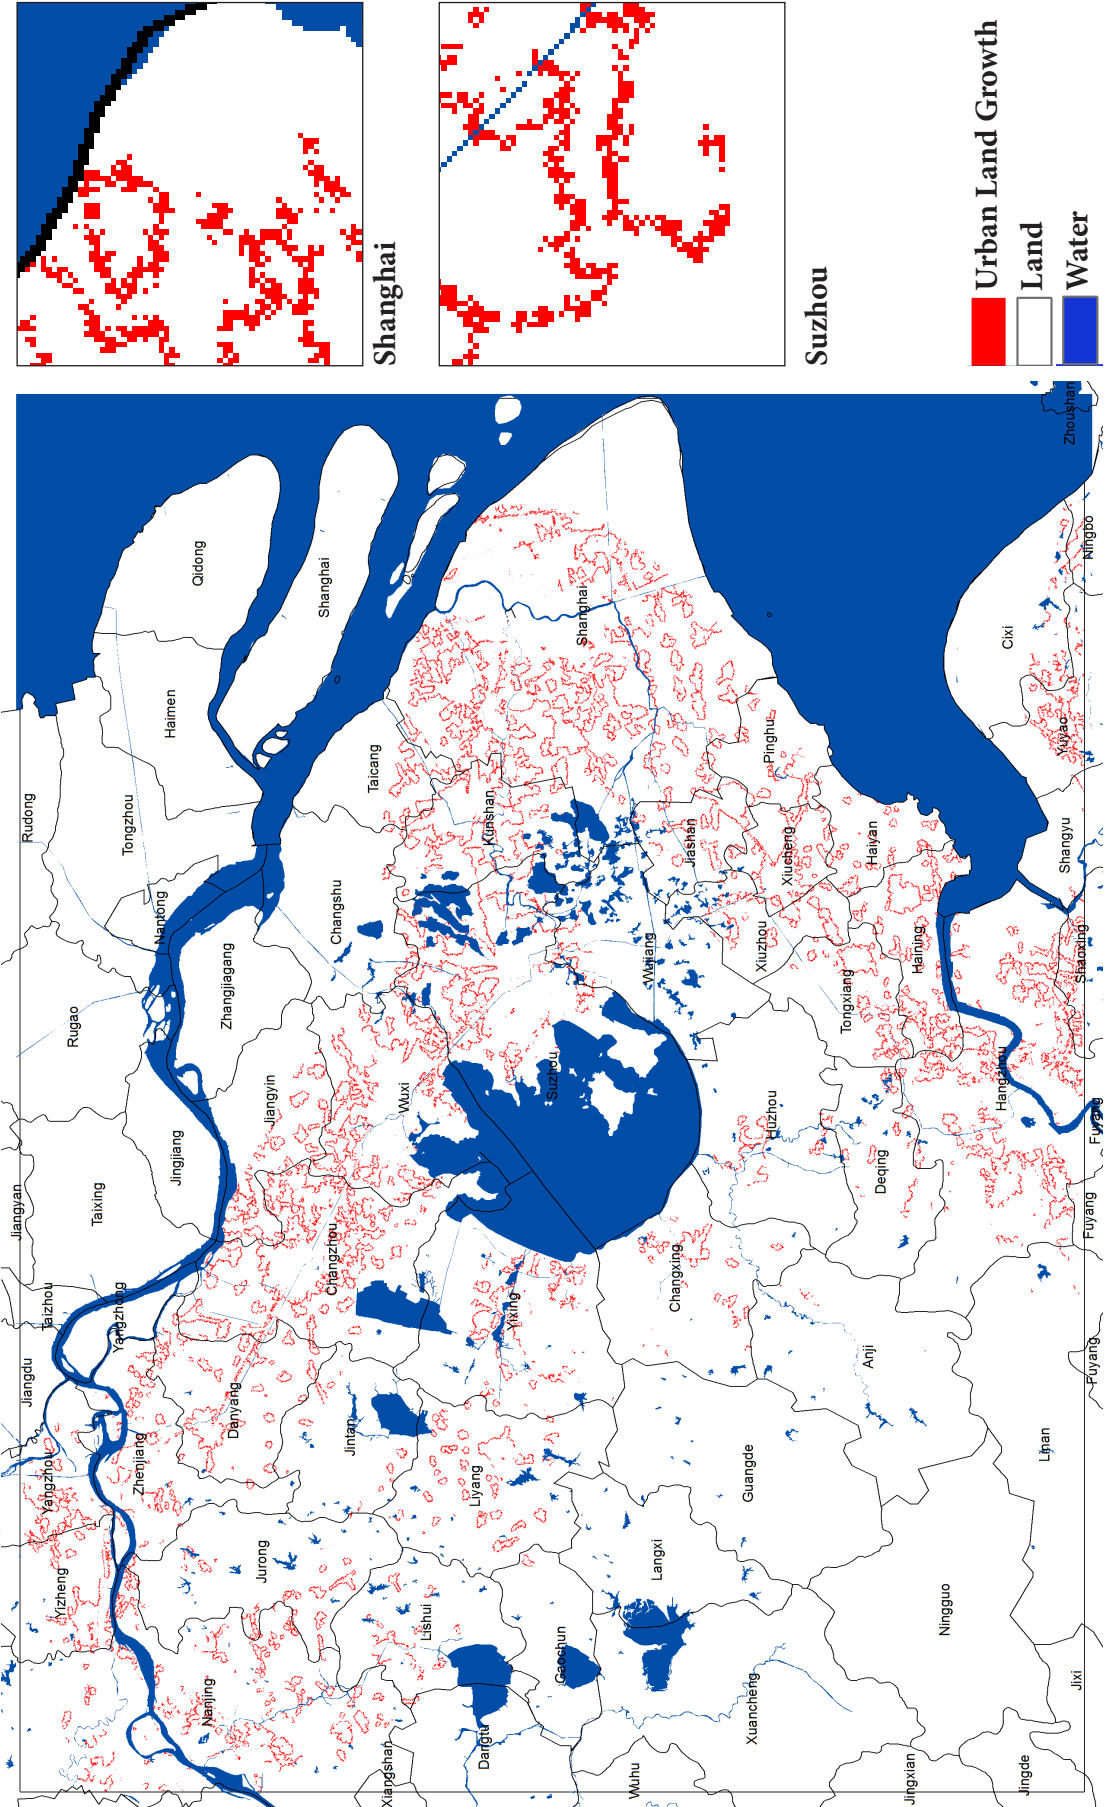 Shanghai
Suzhou
Urban Land Growth
Land
Water
Rudong
Qidong
Shanghai
Haimen
Tongzhou
Nantong
Rugao
Jiangyan
Taixing
Jingjiang
Taizhou
Jiangdu
Yangzhong
Yangzhou
Zhenjiang
Yizheng
Zhangjiagang
Changshu
Taicang
Kunshan
Shanghai
Jiangyin
Wuxi
Changzhou
Danyang
Jintan
Jurong
Nanjing
Lishui
Liyang
Yixing
Suzhou
Wujiang
Jiashan
Pinghu
Xiucheng
Xiuzhou
Haiyan
Haining
Tongxiang
Huzhou
Changxing
Deqing
Hangzhou
Shaoxing
Shangyu
Yuyao
Cixi
Ningbo
Zhoushan
Fuyang
Fuyang
Fuyang
Anji
Linan
Guangde
Langxi
Gaochun
Dangtu
Xiangshan
Wuhu
Xuancheng
Ningguo
Jixi
Jingde
Jingxian